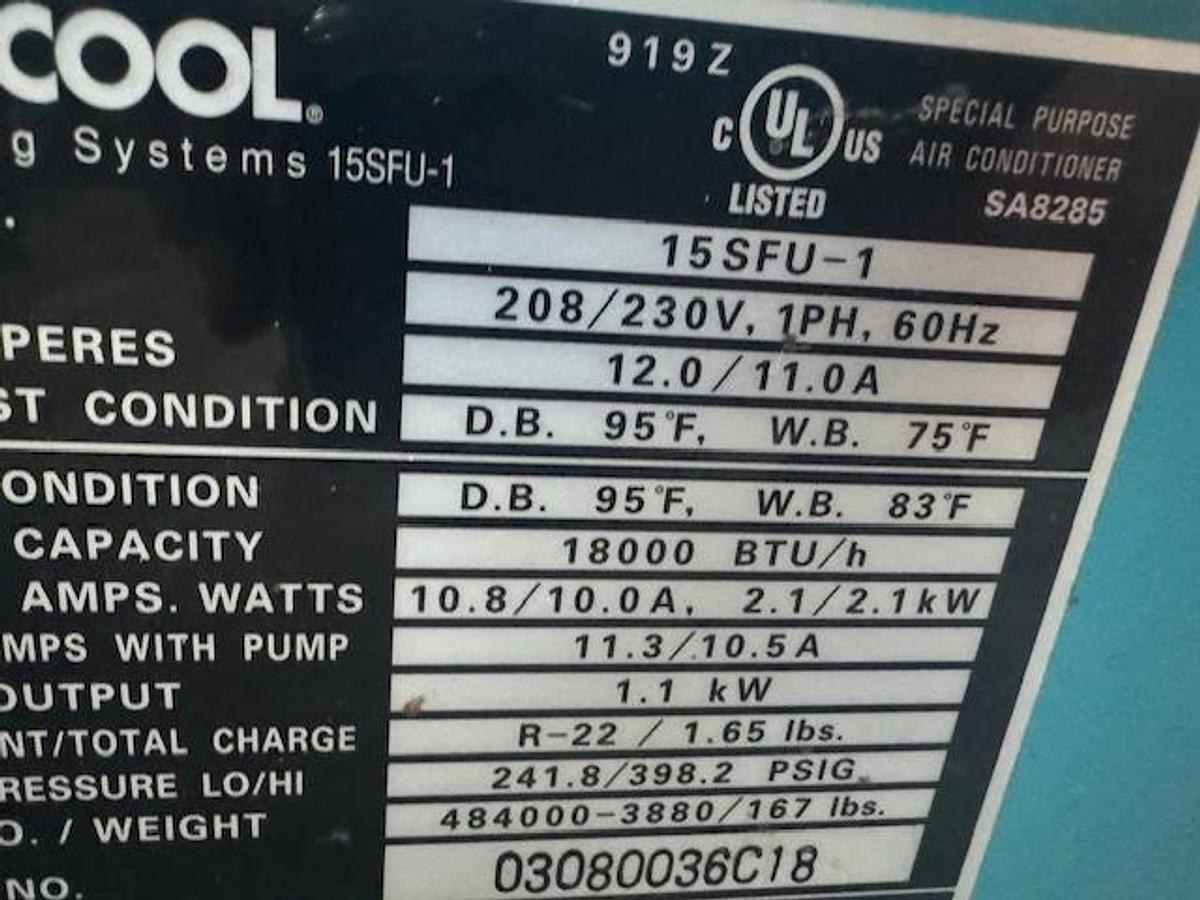 COOL®
919Z
g Systems 15SFU-1
C UL US
LISTED
SPECIAL PURPOSE
AIR CONDITIONER
SA8285
15SFU-1
208/230V, 1PH, 60Hz
PERES 12.0/11.0A
ST CONDITION D.B. 95°F, W.B. 75°F
ONDITION D.B. 95°F, W.B. 83°F
CAPACITY 18000 BTU/h
AMPS. WATTS 10.8/10.0A, 2.1/2.1kW
MPS WITH PUMP 11.3/10.5A
OUTPUT 1.1 kW
NT/TOTAL CHARGE R-22 / 1.65 lbs.
RESSURE LO/HI 241.8/398.2 PSIG
O. / WEIGHT 484000-3880/167 lbs.
NO. 03080036C18